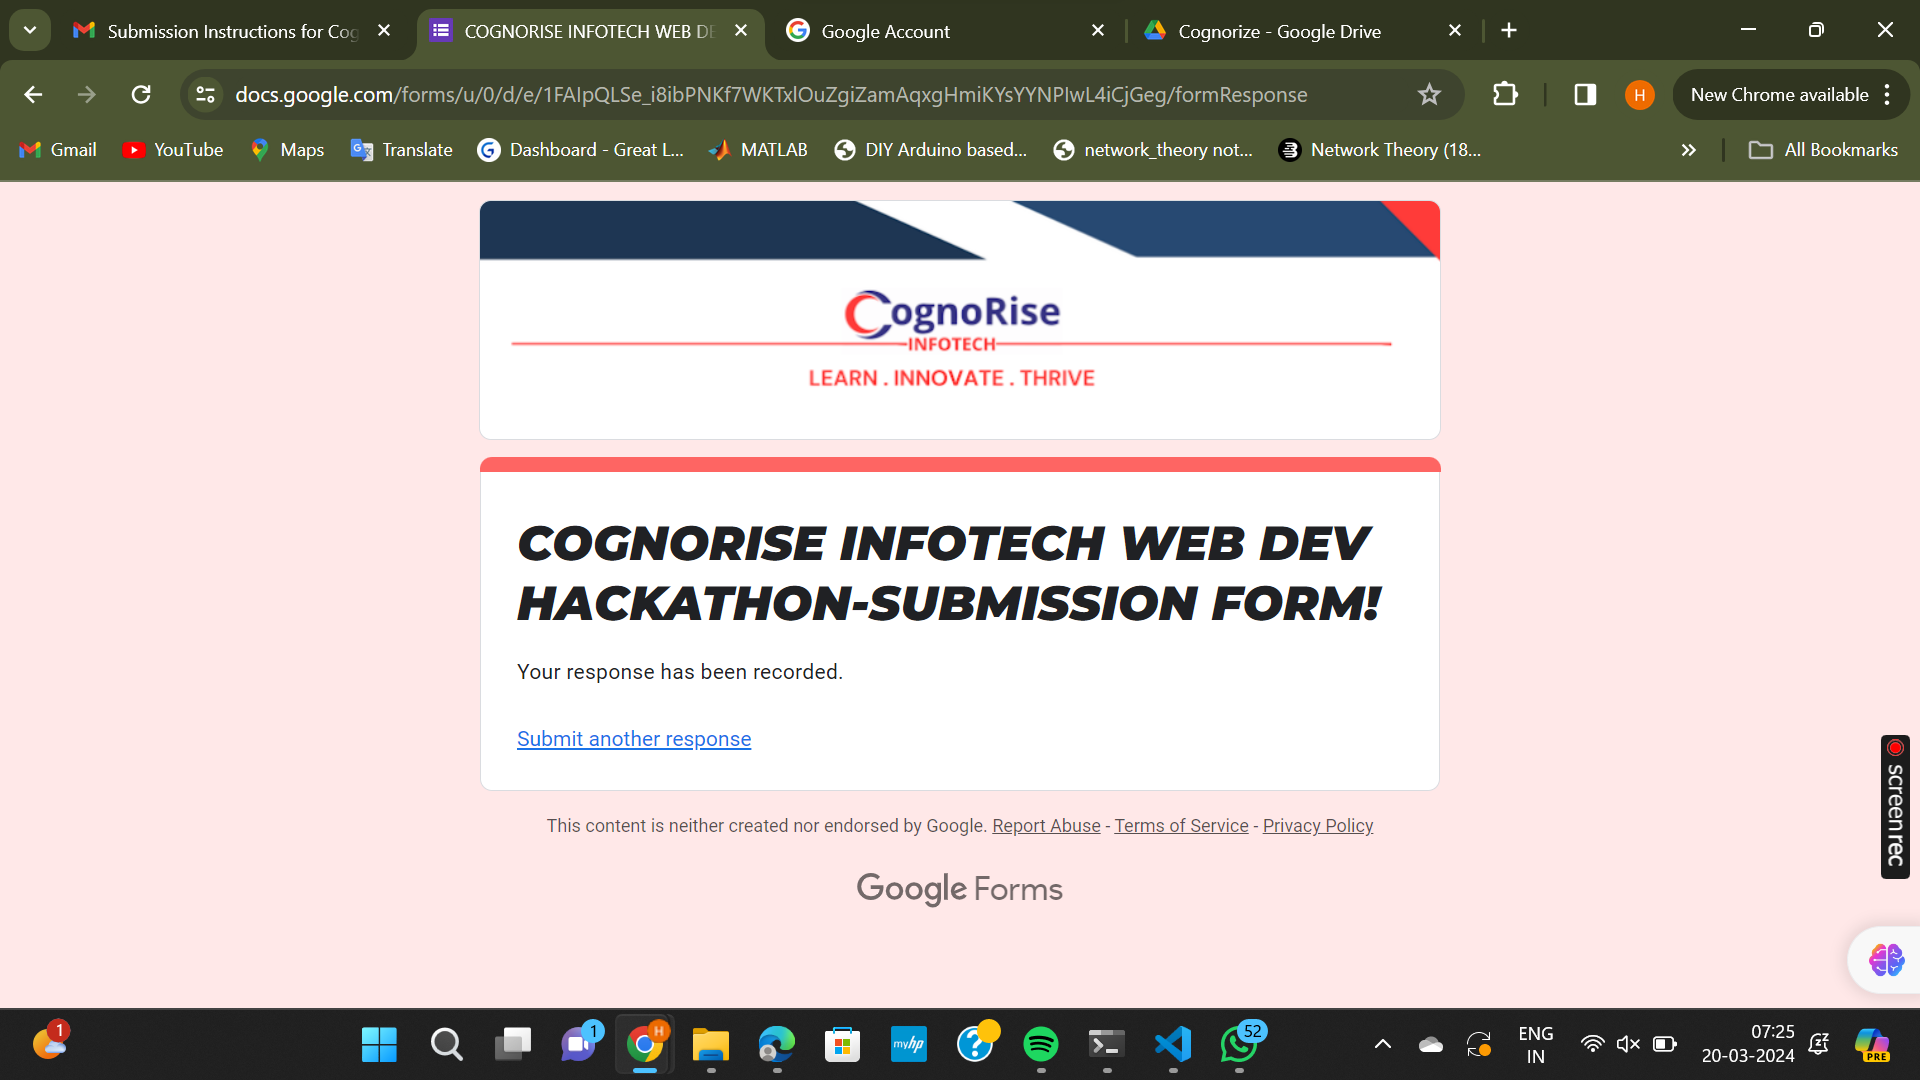 Submission Instructions for Cog
COGNORISE INFOTECH WEB DE
Google Account
Cognorize - Google Drive
docs.google.com/forms/u/0/d/e/1FAIpQLSe_i8ibPNKf7WKTxlOuZgiZamAqxgHmiKYsYYNPIwL4iCjGeg/formResponse
H
New Chrome available
Gmail
YouTube
Maps
Translate
Dashboard - Great L...
MATLAB
DIY Arduino based...
network_theory not...
Network Theory (18...
All Bookmarks
CognoRise
INFOTECH
LEARN . INNOVATE . THRIVE
COGNORISE INFOTECH WEB DEV
HACKATHON-SUBMISSION FORM!
Your response has been recorded.
Submit another response
This content is neither created nor endorsed by Google. Report Abuse - Terms of Service - Privacy Policy
Google Forms
screenrec
1
1
H
myhp
52
ENG
IN
07:25
20-03-2024
PRE